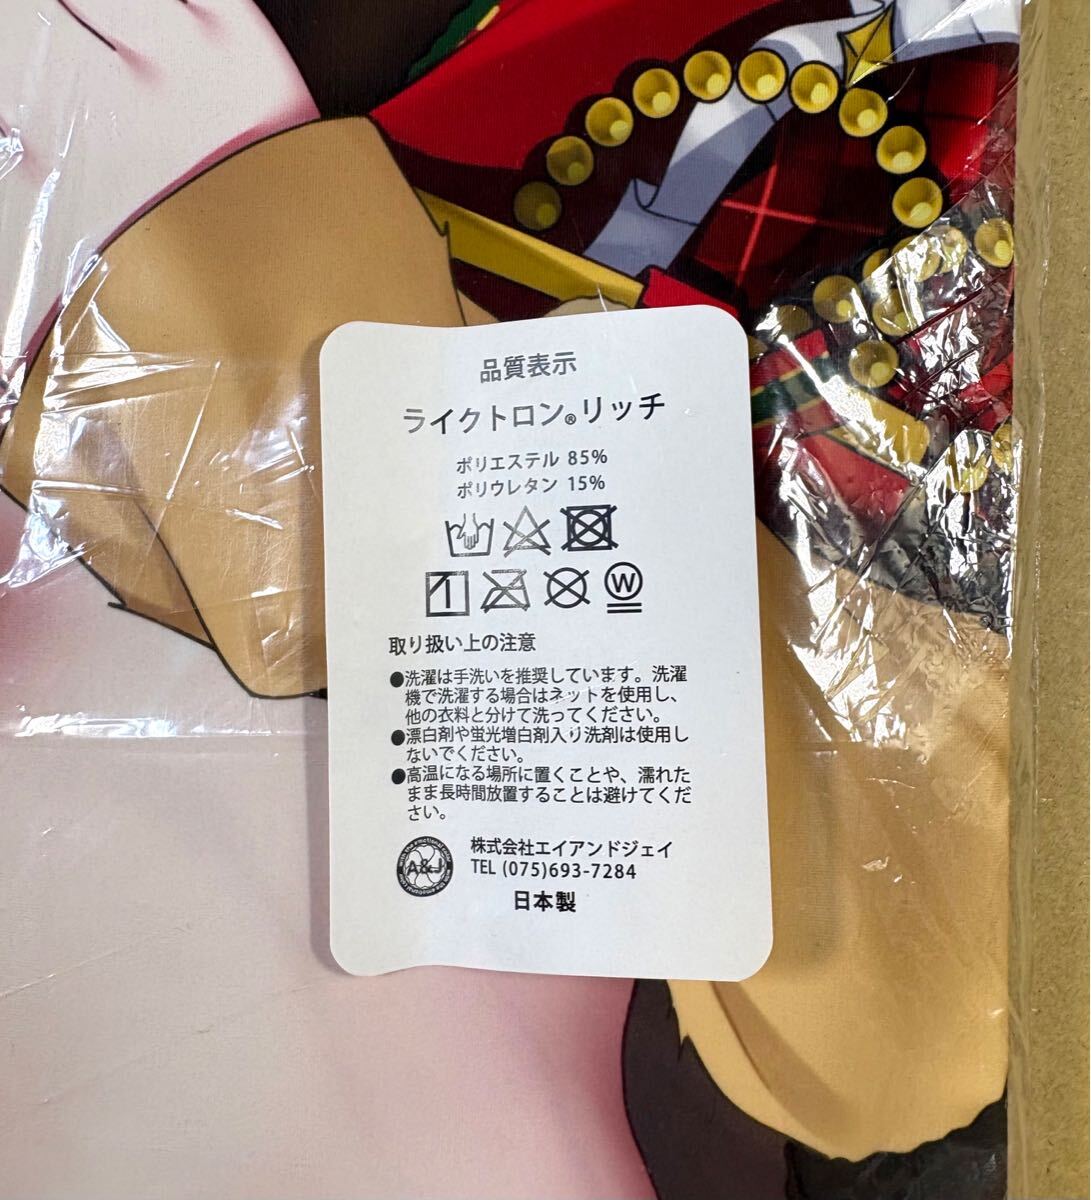 品質表示
ライクトロン®リッチ
ポリエステル 85%
ポリウレタン 15%
W
取り扱い上の注意
●洗濯は手洗いを推奨しています。洗濯
機で洗濯する場合はネットを使用し、
他の衣料と分けて洗ってください。
●漂白剤や蛍光増白剤入り洗剤は使用し
ないでください。
●高温になる場所に置くことや、濡れた
まま長時間放置することは避けてくだ
さい。
A&J
株式会社エイアンドジェイ
TEL (075)693-7284
日本製